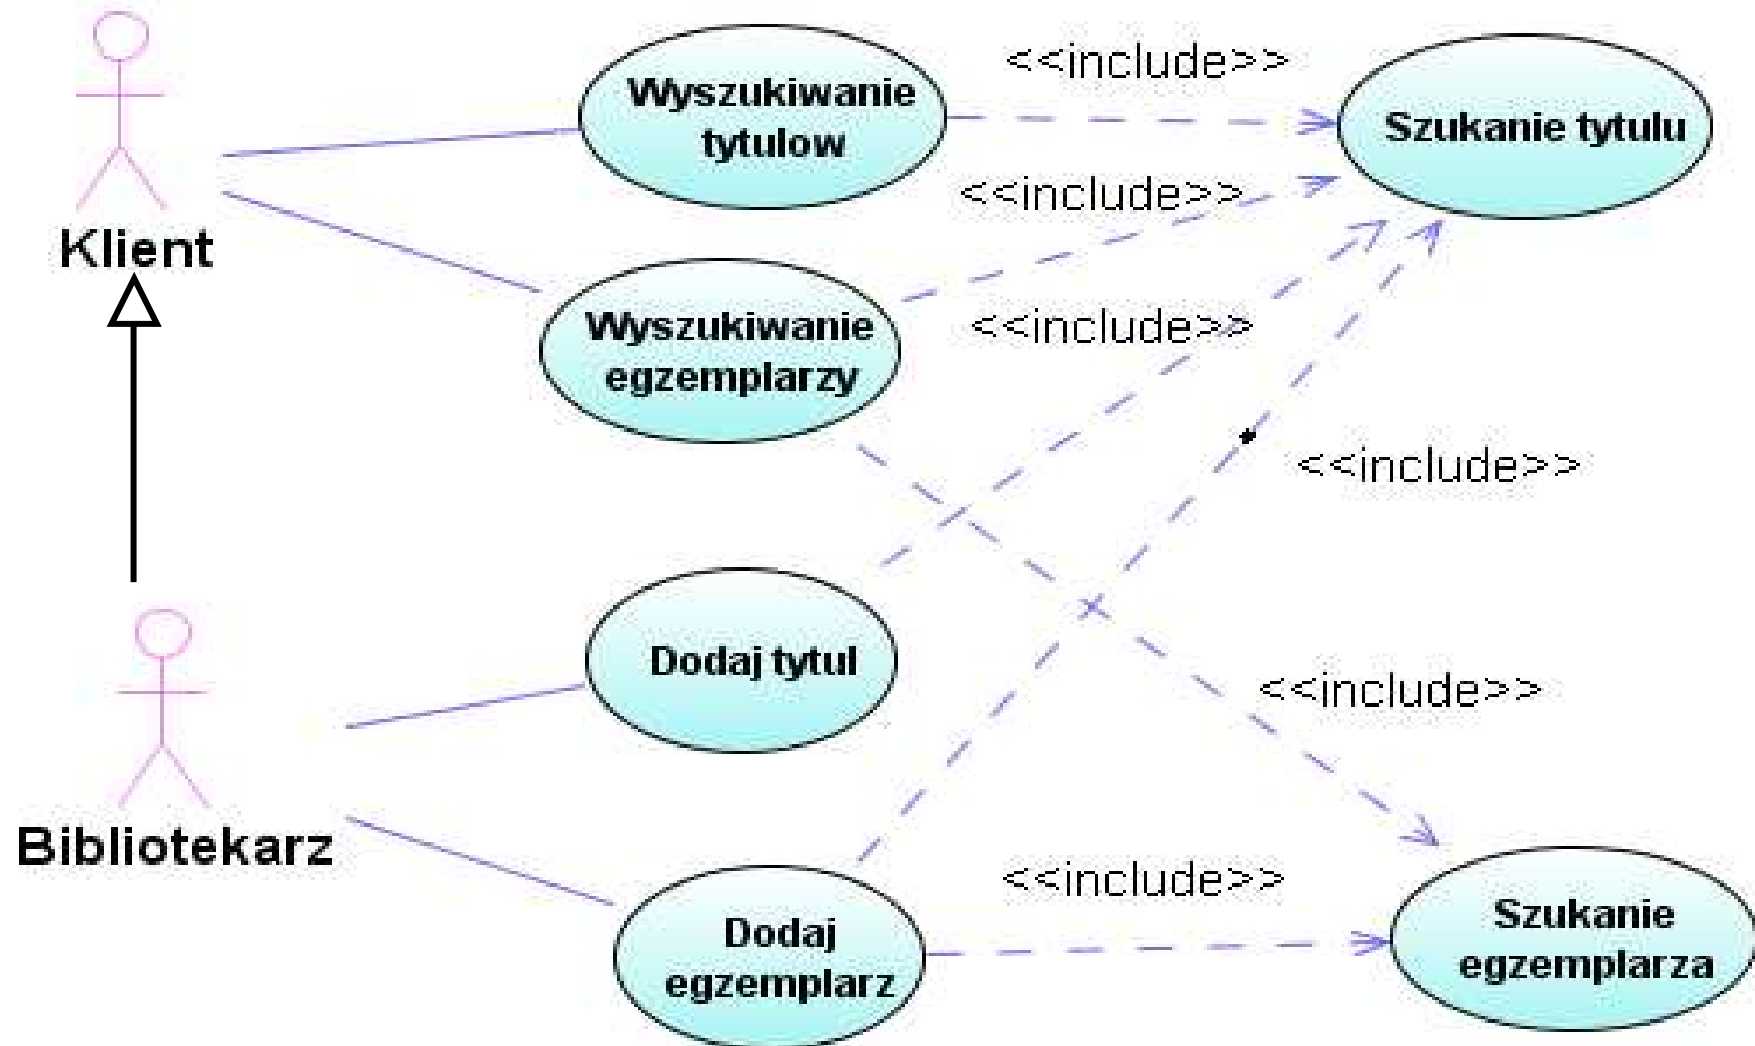 <<include>>
Wyszukiwanie
tytulow
Szukanie tytulu
<<include>>
Klient
Wyszukiwanie
egzemplarzy
<<include>>
<<include>>
Dodaj tytul
<<include>>
Bibliotekarz
<<include>>
Dodaj
egzemplarz
Szukanie
egzemplarza